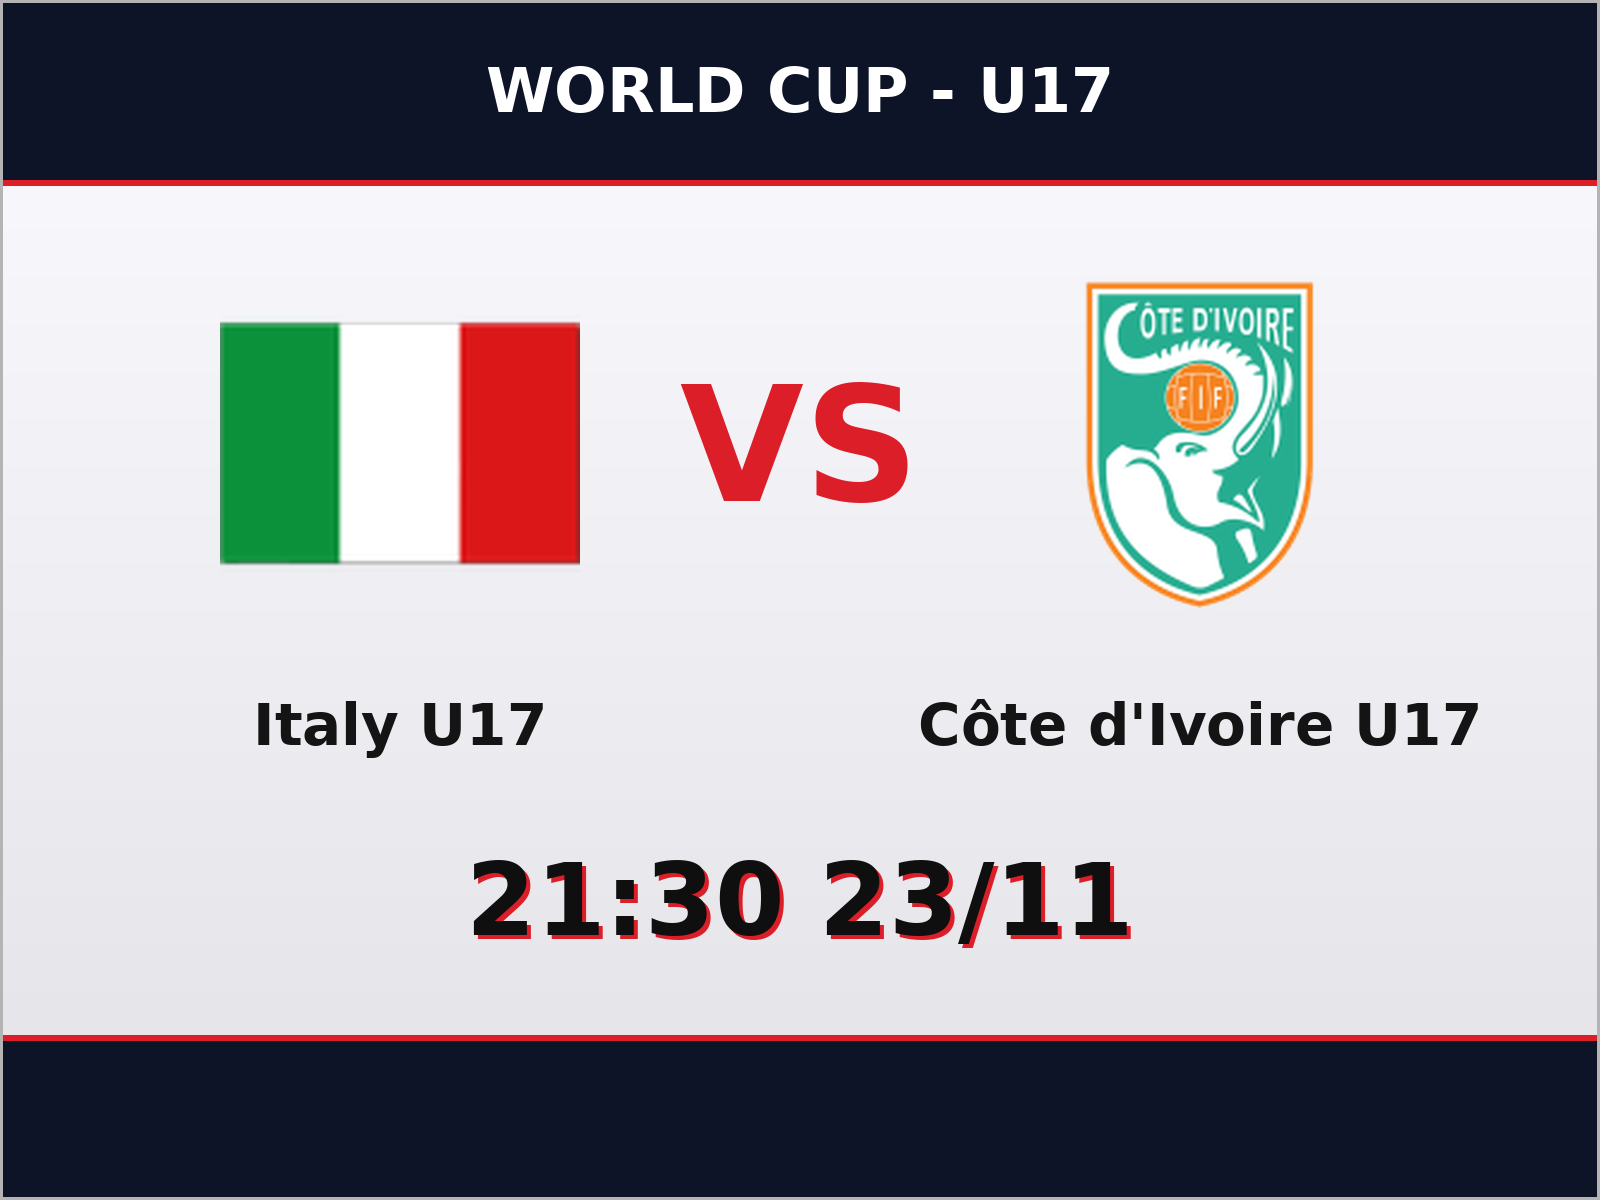 WORLD CUP - U17
CÔTE D'IVOIRE
FIF
VS
Italy U17
Côte d'Ivoire U17
21:30 23/11